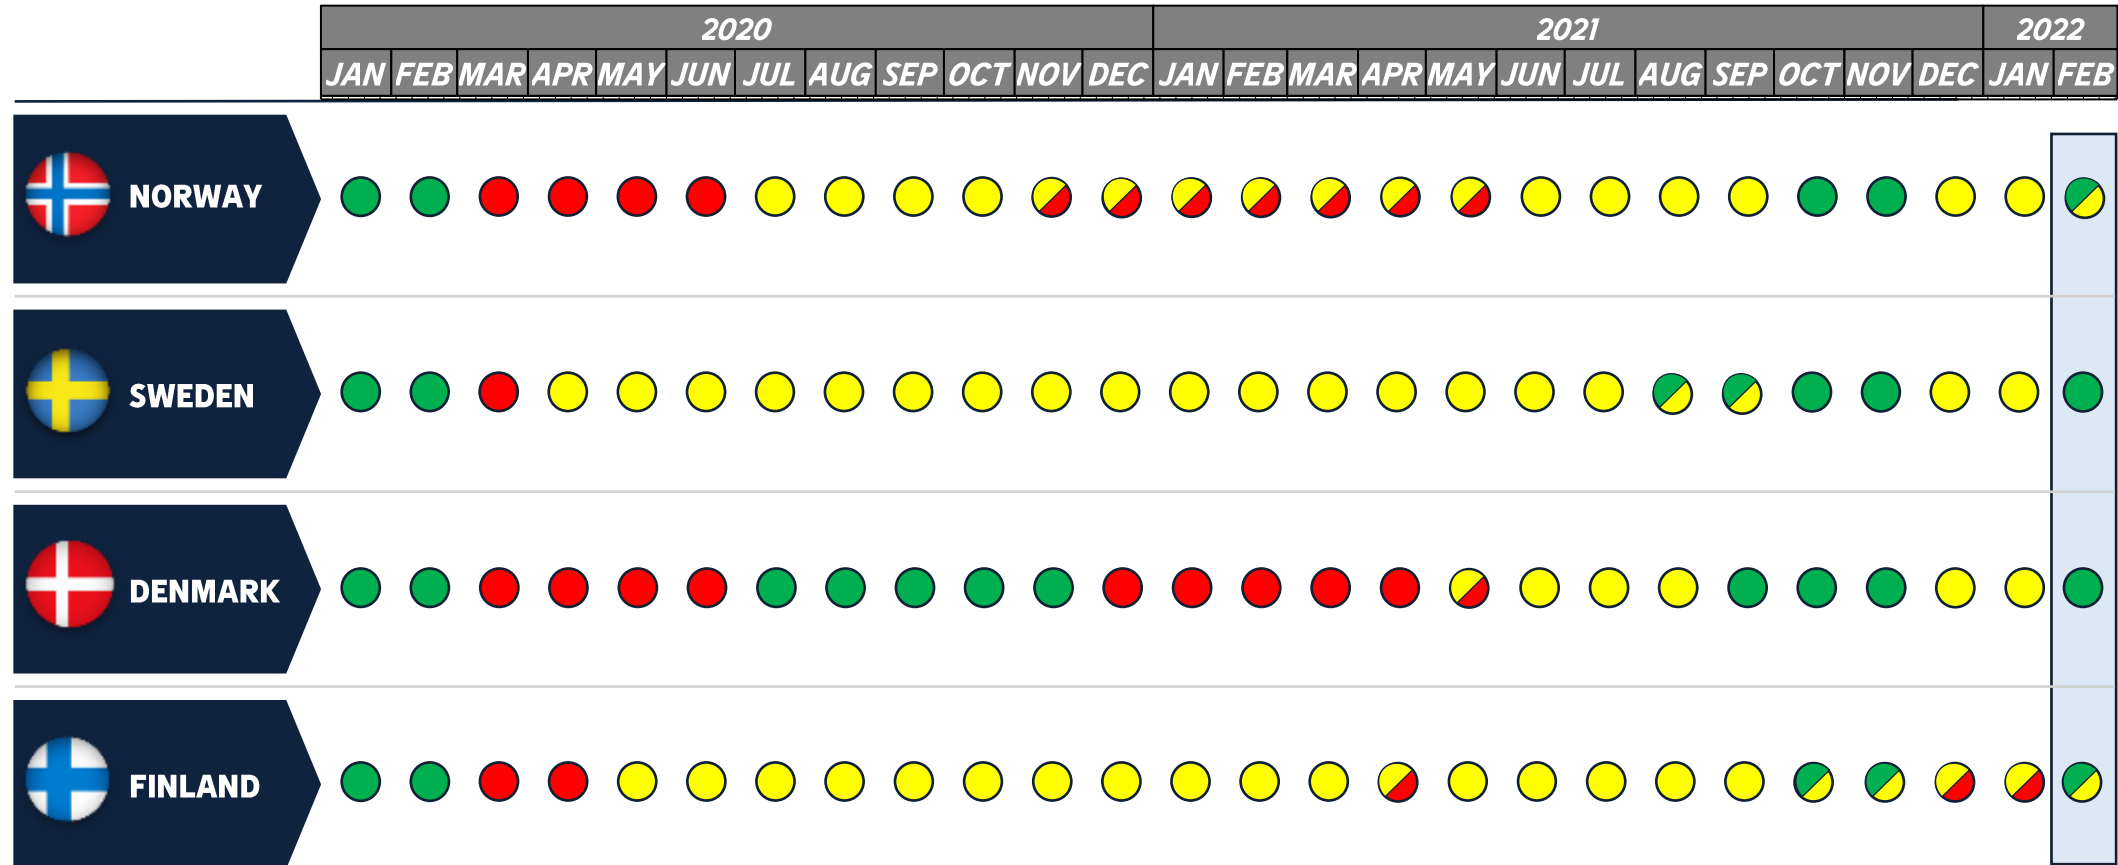 2020 2021 2022
JAN FEB MAR APR MAY JUN JUL AUG SEP OCT NOV DEC JAN FEB MAR APR MAY JUN JUL AUG SEP OCT NOV DEC JAN FEB
NORWAY
SWEDEN
DENMARK
FINLAND